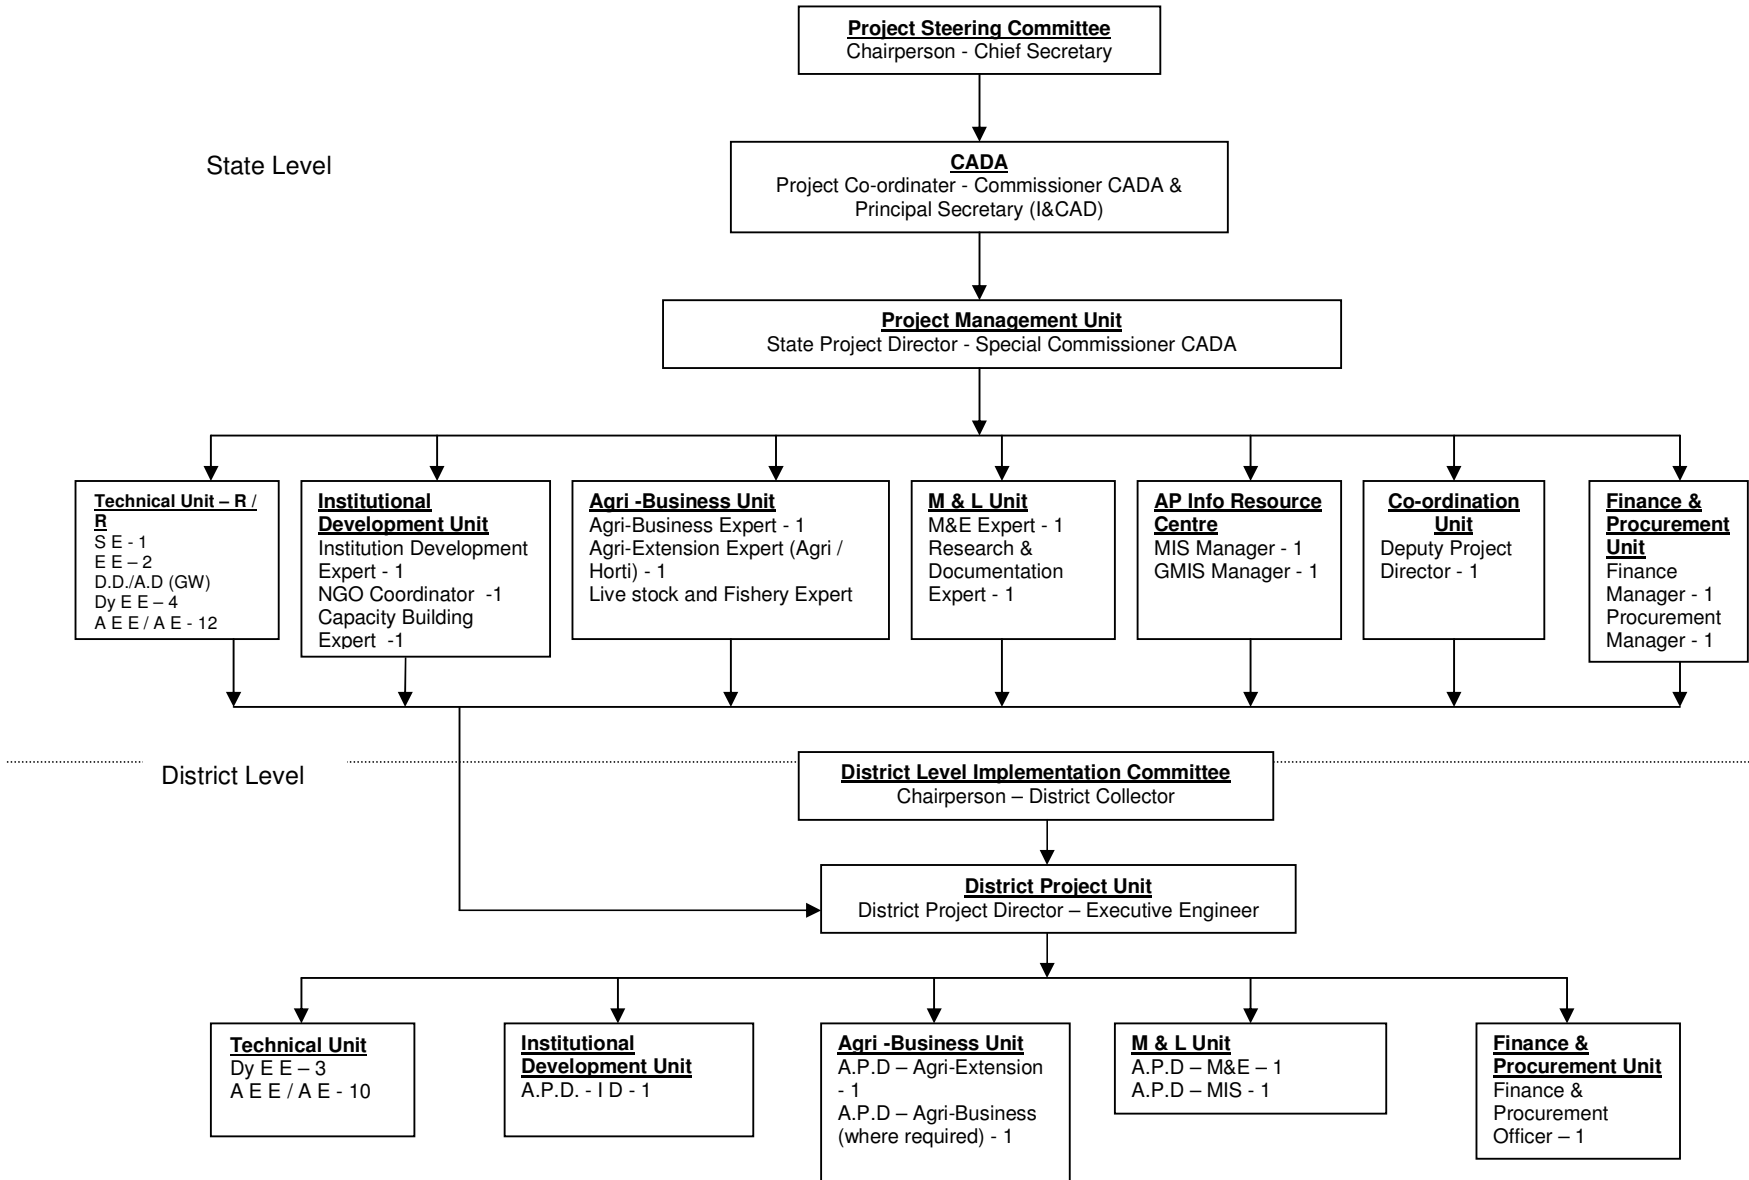 Project Steering Committee
Chairperson - Chief Secretary
State Level
CADA
Project Co-ordinater - Commissioner CADA &
Principal Secretary (I&CAD)
Project Management Unit
State Project Director - Special Commissioner CADA
Technical Unit – R /
R
S E - 1
E E – 2
D.D./A.D (GW)
Dy E E – 4
A E E / A E - 12
Institutional
Development Unit
Institution Development
Expert - 1
NGO Coordinator -1
Capacity Building
Expert -1
Agri -Business Unit
Agri-Business Expert - 1
Agri-Extension Expert (Agri /
Horti) - 1
Live stock and Fishery Expert
M & L Unit
M&E Expert - 1
Research &
Documentation
Expert - 1
AP Info Resource
Centre
MIS Manager - 1
GMIS Manager - 1
Co-ordination
Unit
Deputy Project
Director - 1
Finance &
Procurement
Unit
Finance
Manager - 1
Procurement
Manager - 1
District Level
District Level Implementation Committee
Chairperson – District Collector
District Project Unit
District Project Director – Executive Engineer
Technical Unit
Dy E E – 3
A E E / A E - 10
Institutional
Development Unit
A.P.D. - I D - 1
Agri -Business Unit
A.P.D – Agri-Extension
- 1
A.P.D – Agri-Business
(where required) - 1
M & L Unit
A.P.D – M&E – 1
A.P.D – MIS - 1
Finance &
Procurement Unit
Finance &
Procurement
Officer – 1